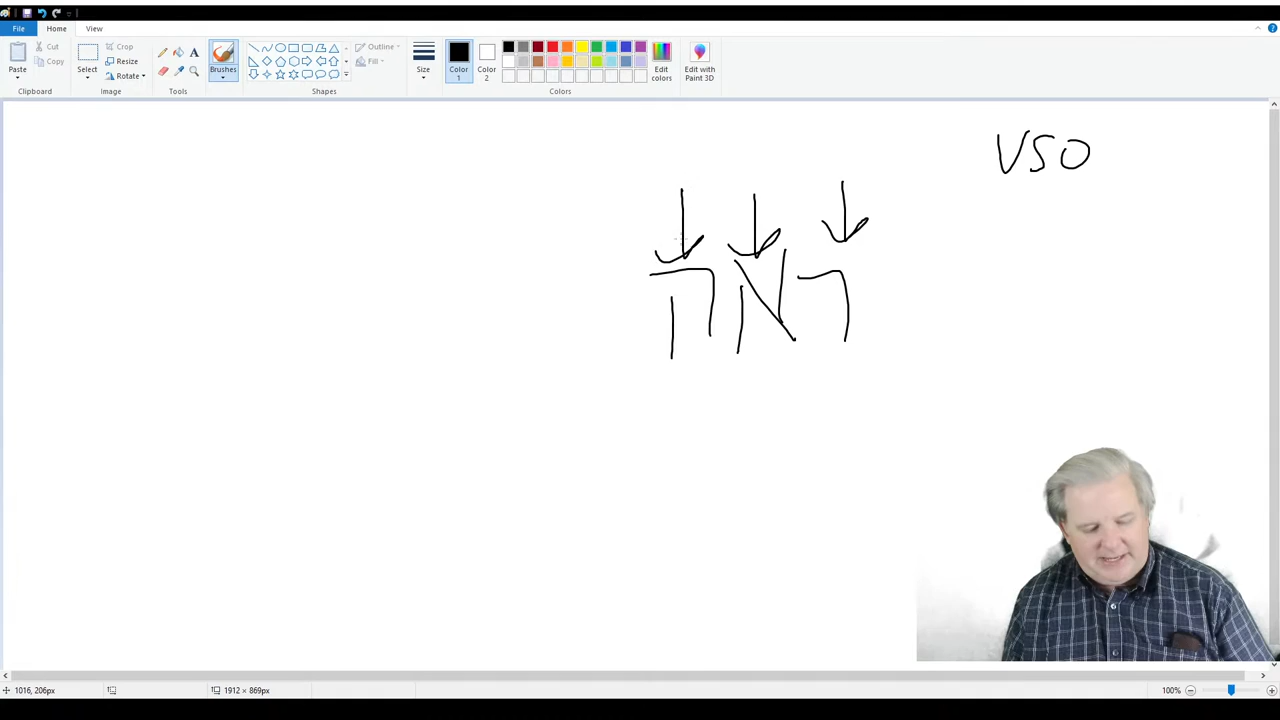 File Home View
Paste Cut Copy Clipboard
Select Crop Resize Rotate Image
Tools
Brushes
Outline Fill Shapes
Size
Color 1 Color 2 Edit colors Edit with Paint 3D Colors
VSO
ראה
1016, 206px 1912 × 869px 100%